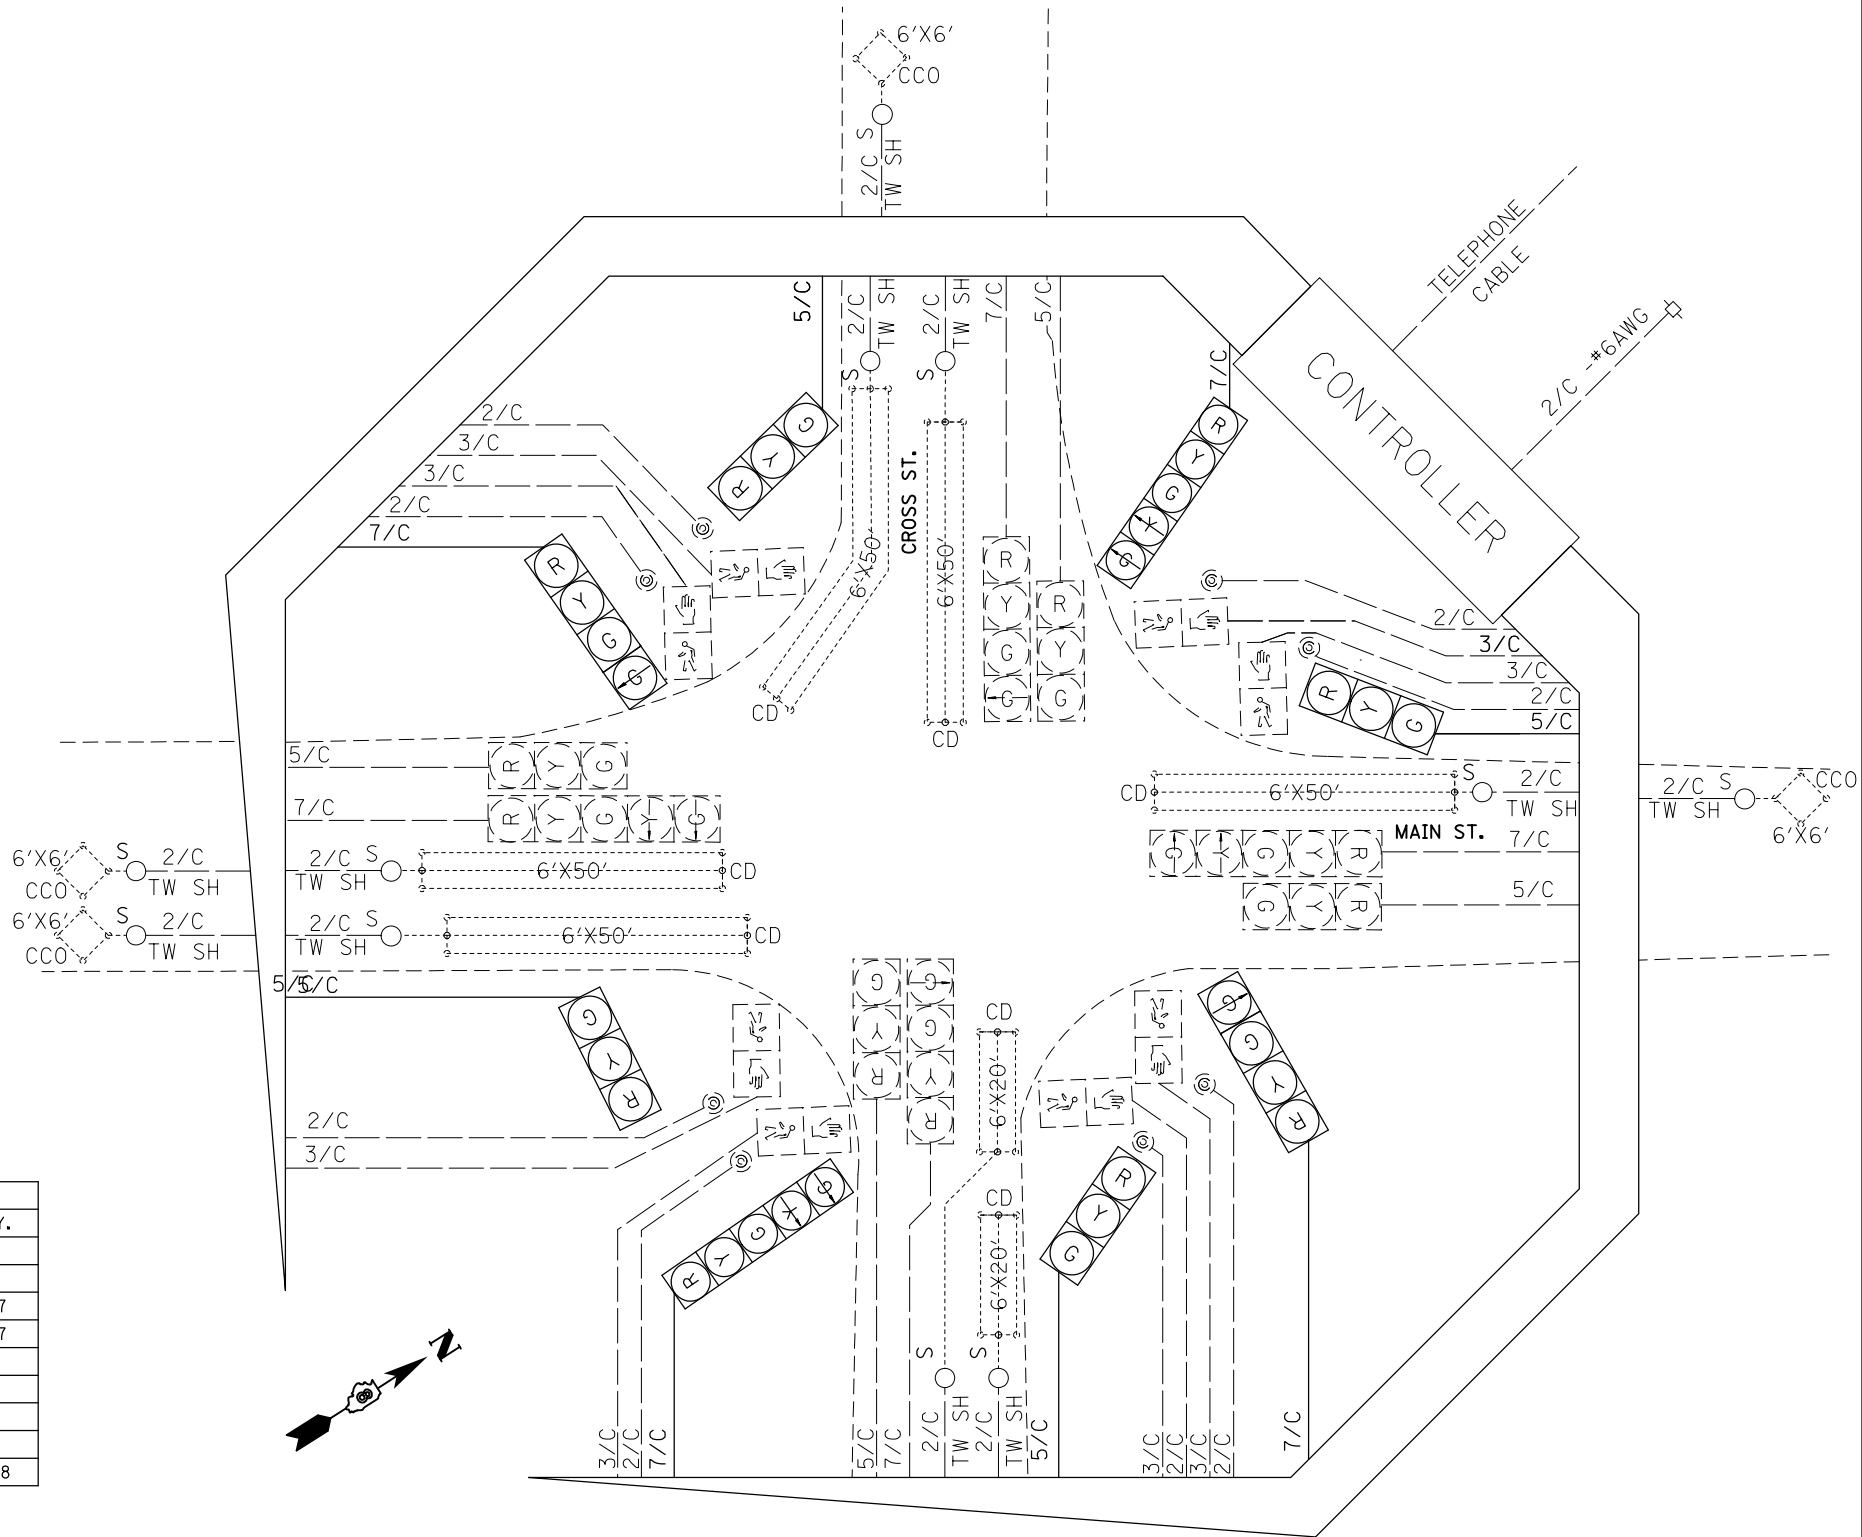 6'X6'
CCO
S
2/C
TW SH
TELEPHONE
CABLE
2/C -#6AWG
CONTROLLER
5/C
2/C
TW SH
S
2/C
TW SH
S
7/C
5/C
7/C
2/C
3/C
3/C
2/C
7/C
G
Y
R
R
Y
G
G
6'X50'
CD
CROSS ST.
6'X50'
CD
R
Y
G
G
R
Y
G
R
Y
G
Y
G
2/C
3/C
3/C
2/C
5/C
R
Y
G
5/C
R Y G
7/C
R Y G Y G
6'X6'
CCO
S
2/C
TW SH
2/C
TW SH
S
6'X50'
CD
6'X6'
CCO
S
2/C
TW SH
2/C
TW SH
S
6'X50'
CD
CD
6'X50'
S
2/C
TW SH
2/C
TW SH
S
CCO
6'X6'
MAIN ST.
G Y G Y R
7/C
G Y R
5/C
5/C
5/C
G
Y
R
2/C
3/C
G
Y
R
G
G
Y
R
CD
6'X20'
CD
6'X20'
G
G
Y
R
R
Y
G
Y
G
R
Y
G
3/C
2/C
7/C
5/C
7/C
S
2/C
TW SH
S
2/C
TW SH
5/C
3/C
2/C
3/C
2/C
7/C
Y.
7
7
8
N